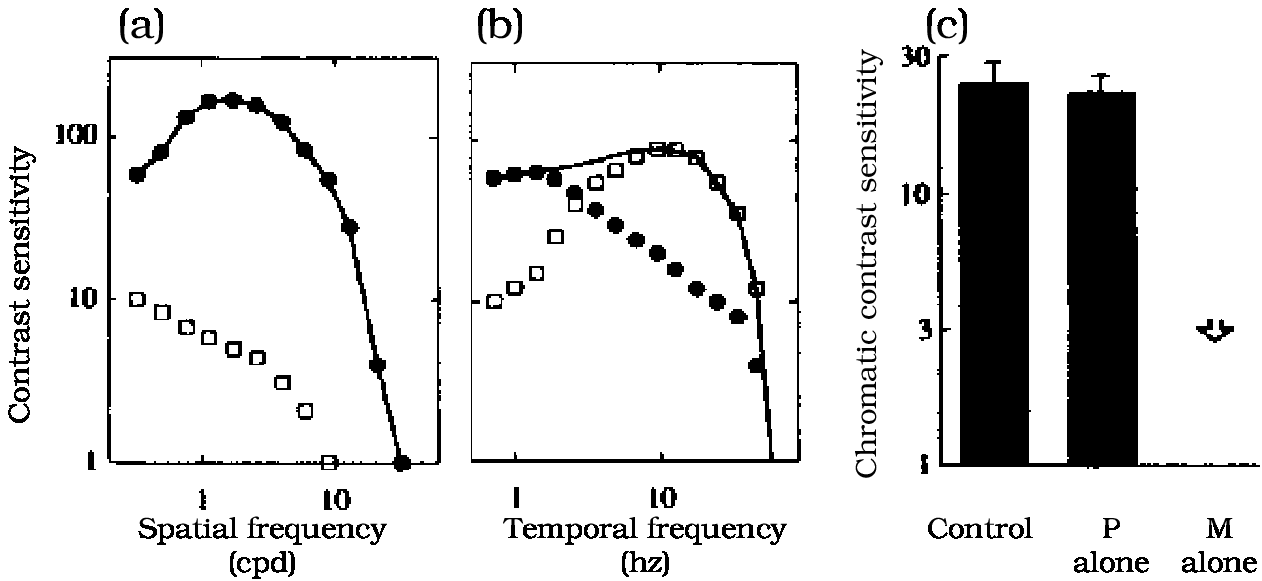 (a)
(b)
(c)
Contrast sensitivity
100
10
1
1 10
Spatial frequency
(cpd)
1 10
Temporal frequency
(hz)
Chromatic contrast sensitivity
30
10
3
1
Control
P
alone
M
alone